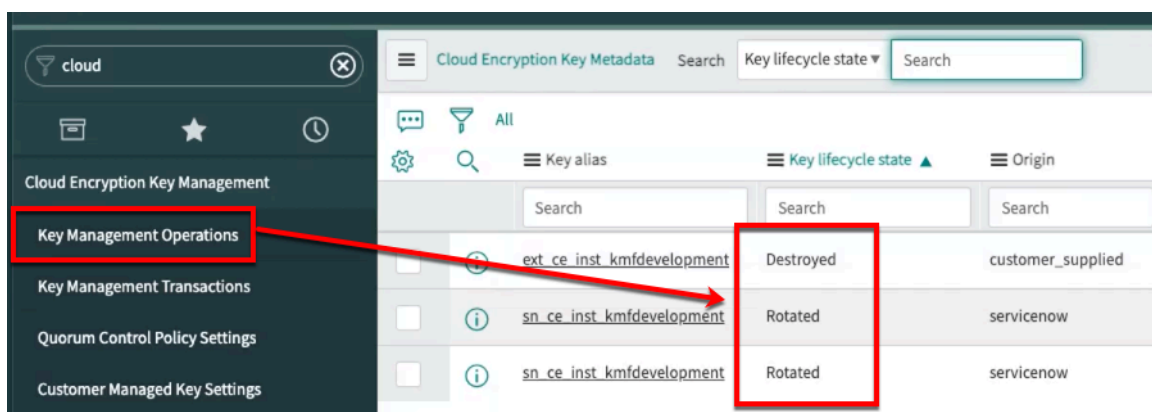 cloud
Cloud Encryption Key Management
Key Management Operations
Key Management Transactions
Quorum Control Policy Settings
Customer Managed Key Settings
Cloud Encryption Key Metadata Search Key lifecycle state ▼ Search
All
Key alias Key lifecycle state ▲ Origin
Search Search Search
ext_ce_inst_kmfdevelopment Destroyed customer_supplied
sn_ce_inst_kmfdevelopment Rotated servicenow
sn_ce_inst_kmfdevelopment Rotated servicenow